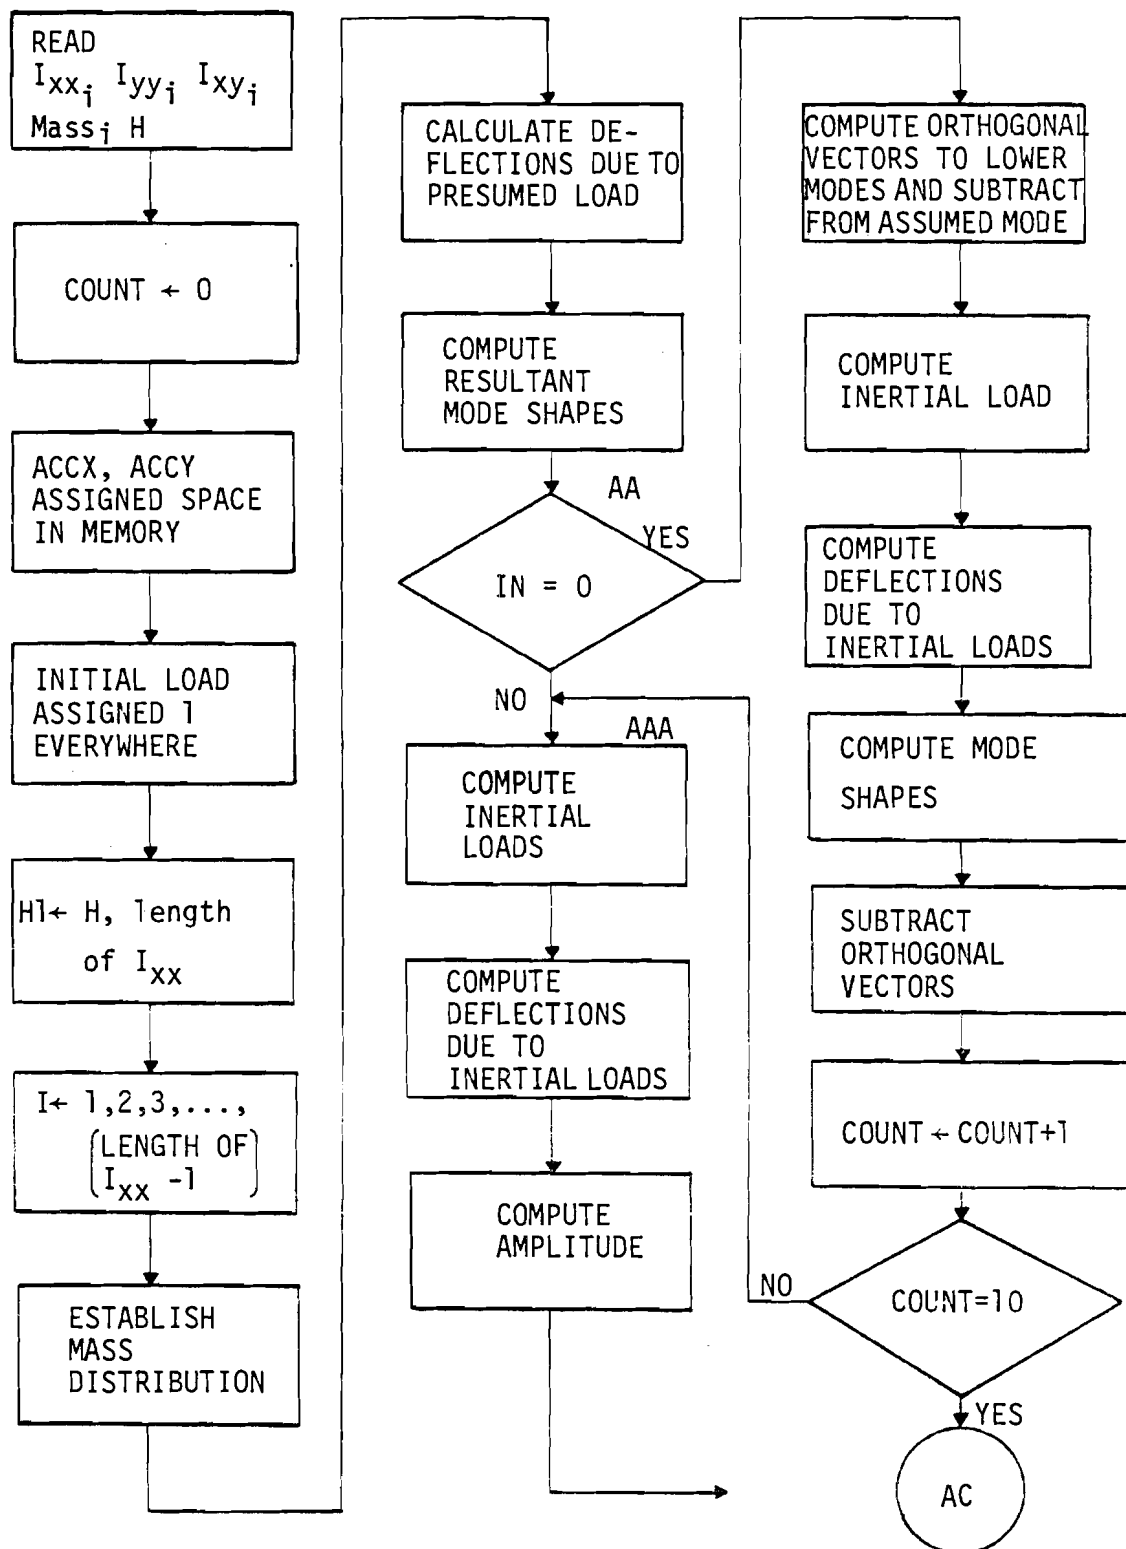 READ
Ixxi Iyyi Ixyi
Massi H
COUNT ← 0
ACCX, ACCY
ASSIGNED SPACE
IN MEMORY
INITIAL LOAD
ASSIGNED 1
EVERYWHERE
H1← H, length
of Ixx
I← 1,2,3,...,
(LENGTH OF
Ixx -1)
ESTABLISH
MASS
DISTRIBUTION
CALCULATE DE-
FLECTIONS DUE TO
PRESUMED LOAD
COMPUTE
RESULTANT
MODE SHAPES
AA
YES
IN = 0
NO
AAA
COMPUTE
INERTIAL
LOADS
COMPUTE
DEFLECTIONS
DUE TO
INERTIAL LOADS
COMPUTE
AMPLITUDE
COMPUTE ORTHOGONAL
VECTORS TO LOWER
MODES AND SUBTRACT
FROM ASSUMED MODE
COMPUTE
INERTIAL LOAD
COMPUTE
DEFLECTIONS
DUE TO
INERTIAL LOADS
COMPUTE MODE
SHAPES
SUBTRACT
ORTHOGONAL
VECTORS
COUNT ← COUNT+1
NO
COUNT=10
YES
AC